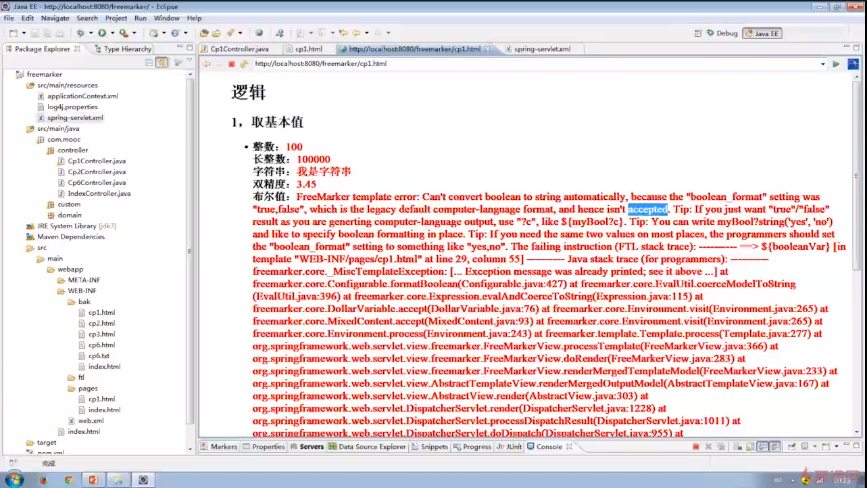 Java EE - http://localhost:8080/freemarker/ - Eclipse
File Edit Navigate Search Project Run Window Help
Debug Java EE
Package Explorer Type Hierarchy
Cp1Controller.java cp1.html http://localhost:8080/freemarker/cp1.html spring-servlet.xml
http://localhost:8080/freemarker/cp1.html
freemarker
src/main/resources
applicationContext.xml
log4j.properties
spring-servlet.xml
src/main/java
com.mooc
controller
Cp1Controller.java
Cp2Controller.java
Cp6Controller.java
IndexController.java
custom
domain
JRE System Library [jdk7]
Maven Dependencies
src
main
webapp
META-INF
WEB-INF
bak
cp1.html
cp2.html
cp3.html
cp5.html
cp6.html
cp6.txt
index.html
ftl
pages
cp1.html
index.html
web.xml
index.html
target
pom.xml
逻辑
1，取基本值
• 整数：100
长整数：100000
字符串：我是字符串
双精度：3.45
布尔值：FreeMarker template error: Can't convert boolean to string automatically, because the "boolean_format" setting was
"true,false", which is the legacy default computer-language format, and hence isn't accepted. Tip: If you just want "true"/"false"
result as you are generting computer-language output, use "?c", like ${myBool?c}. Tip: You can write myBool?string('yes', 'no')
and like to specify boolean formatting in place. Tip: If you need the same two values on most places, the programmers should set
the "boolean_format" setting to something like "yes,no". The failing instruction (FTL stack trace): ---------- ==> ${booleanVar} [in
template "WEB-INF/pages/cp1.html" at line 29, column 55] ---------- Java stack trace (for programmers): ----------
freemarker.core._MiscTemplateException: [... Exception message was already printed; see it above ...] at
freemarker.core.Configurable.formatBoolean(Configurable.java:427) at freemarker.core.EvalUtil.coerceModelToString
(EvalUtil.java:396) at freemarker.core.Expression.evalAndCoerceToString(Expression.java:115) at
freemarker.core.DollarVariable.accept(DollarVariable.java:76) at freemarker.core.Environment.visit(Environment.java:265) at
freemarker.core.MixedContent.accept(MixedContent.java:93) at freemarker.core.Environment.visit(Environment.java:265) at
freemarker.core.Environment.process(Environment.java:243) at freemarker.template.Template.process(Template.java:277) at
org.springframework.web.servlet.view.freemarker.FreeMarkerView.processTemplate(FreeMarkerView.java:366) at
org.springframework.web.servlet.view.freemarker.FreeMarkerView.doRender(FreeMarkerView.java:283) at
org.springframework.web.servlet.view.freemarker.FreeMarkerView.renderMergedTemplateModel(FreeMarkerView.java:233) at
org.springframework.web.servlet.view.AbstractTemplateView.renderMergedOutputModel(AbstractTemplateView.java:167) at
org.springframework.web.servlet.view.AbstractView.render(AbstractView.java:303) at
org.springframework.web.servlet.DispatcherServlet.render(DispatcherServlet.java:1228) at
org.springframework.web.servlet.DispatcherServlet.processDispatchResult(DispatcherServlet.java:1011) at
org.springframework.web.servlet.DispatcherServlet.doDispatch(DispatcherServlet.java:955) at
Markers Properties Servers Data Source Explorer Snippets Progress JUnit Console
完成